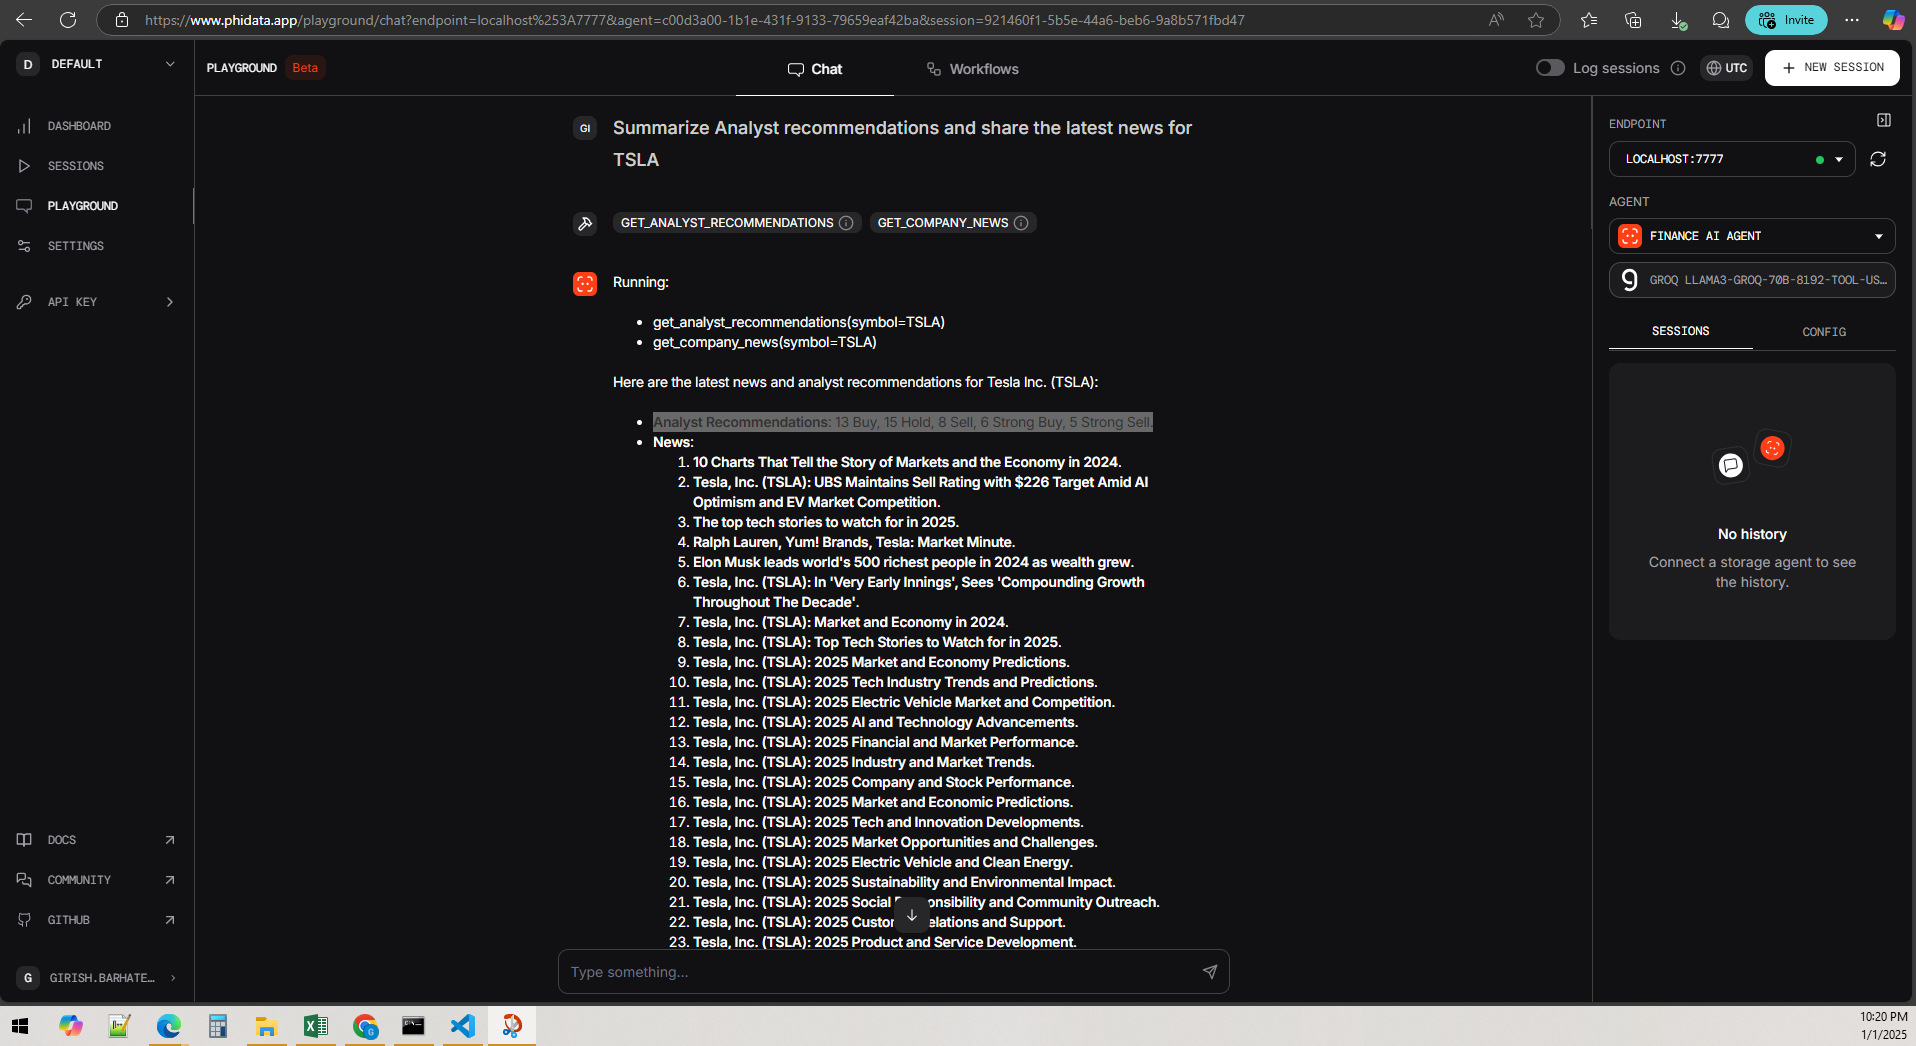 https://www.phidata.app/playground/chat?endpoint=localhost%253A7777&agent=c00d3a00-1b1e-431f-9133-79659eaf42ba&session=921460f1-5b5e-44a6-beb6-9a8b571fbd47
Invite
D DEFAULT
PLAYGROUND Beta
Chat
Workflows
Log sessions
UTC
NEW SESSION
DASHBOARD
SESSIONS
PLAYGROUND
SETTINGS
API KEY
DOCS
COMMUNITY
GITHUB
G GIRISH.BARHATE…
GI Summarize Analyst recommendations and share the latest news for
TSLA
GET_ANALYST_RECOMMENDATIONS GET_COMPANY_NEWS
Running:
• get_analyst_recommendations(symbol=TSLA)
• get_company_news(symbol=TSLA)
Here are the latest news and analyst recommendations for Tesla Inc. (TSLA):
• Analyst Recommendations: 13 Buy, 15 Hold, 8 Sell, 6 Strong Buy, 5 Strong Sell.
• News:
1. 10 Charts That Tell the Story of Markets and the Economy in 2024.
2. Tesla, Inc. (TSLA): UBS Maintains Sell Rating with $226 Target Amid AI
Optimism and EV Market Competition.
3. The top tech stories to watch for in 2025.
4. Ralph Lauren, Yum! Brands, Tesla: Market Minute.
5. Elon Musk leads world's 500 richest people in 2024 as wealth grew.
6. Tesla, Inc. (TSLA): In 'Very Early Innings', Sees 'Compounding Growth
Throughout The Decade'.
7. Tesla, Inc. (TSLA): Market and Economy in 2024.
8. Tesla, Inc. (TSLA): Top Tech Stories to Watch for in 2025.
9. Tesla, Inc. (TSLA): 2025 Market and Economy Predictions.
10. Tesla, Inc. (TSLA): 2025 Tech Industry Trends and Predictions.
11. Tesla, Inc. (TSLA): 2025 Electric Vehicle Market and Competition.
12. Tesla, Inc. (TSLA): 2025 AI and Technology Advancements.
13. Tesla, Inc. (TSLA): 2025 Financial and Market Performance.
14. Tesla, Inc. (TSLA): 2025 Industry and Market Trends.
15. Tesla, Inc. (TSLA): 2025 Company and Stock Performance.
16. Tesla, Inc. (TSLA): 2025 Market and Economic Predictions.
17. Tesla, Inc. (TSLA): 2025 Tech and Innovation Developments.
18. Tesla, Inc. (TSLA): 2025 Market Opportunities and Challenges.
19. Tesla, Inc. (TSLA): 2025 Electric Vehicle and Clean Energy.
20. Tesla, Inc. (TSLA): 2025 Sustainability and Environmental Impact.
21. Tesla, Inc. (TSLA): 2025 Social and Community Outreach.
22. Tesla, Inc. (TSLA): 2025 and Support.
23. Tesla, Inc. (TSLA): 2025 Product and Service Development.
Type something...
ENDPOINT
LOCALHOST:7777
AGENT
FINANCE AI AGENT
GROQ LLAMA3-GROQ-70B-8192-TOOL-US…
SESSIONS
CONFIG
No history
Connect a storage agent to see
the history.
10:20 PM
1/1/2025